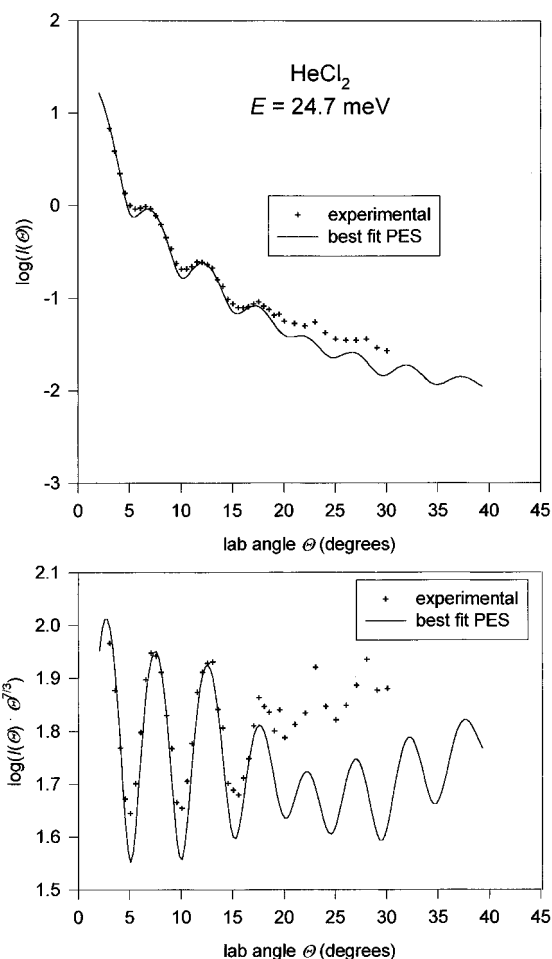 HeCl₂
E = 24.7 meV
+ experimental
— best fit PES
log(I(Θ))
2
1
0
-1
-2
-3
0 5 10 15 20 25 30 35 40 45
lab angle Θ (degrees)
+ experimental
— best fit PES
log(I(Θ) · Θ^7/3)
2.1
2.0
1.9
1.8
1.7
1.6
1.5
0 5 10 15 20 25 30 35 40 45
lab angle Θ (degrees)